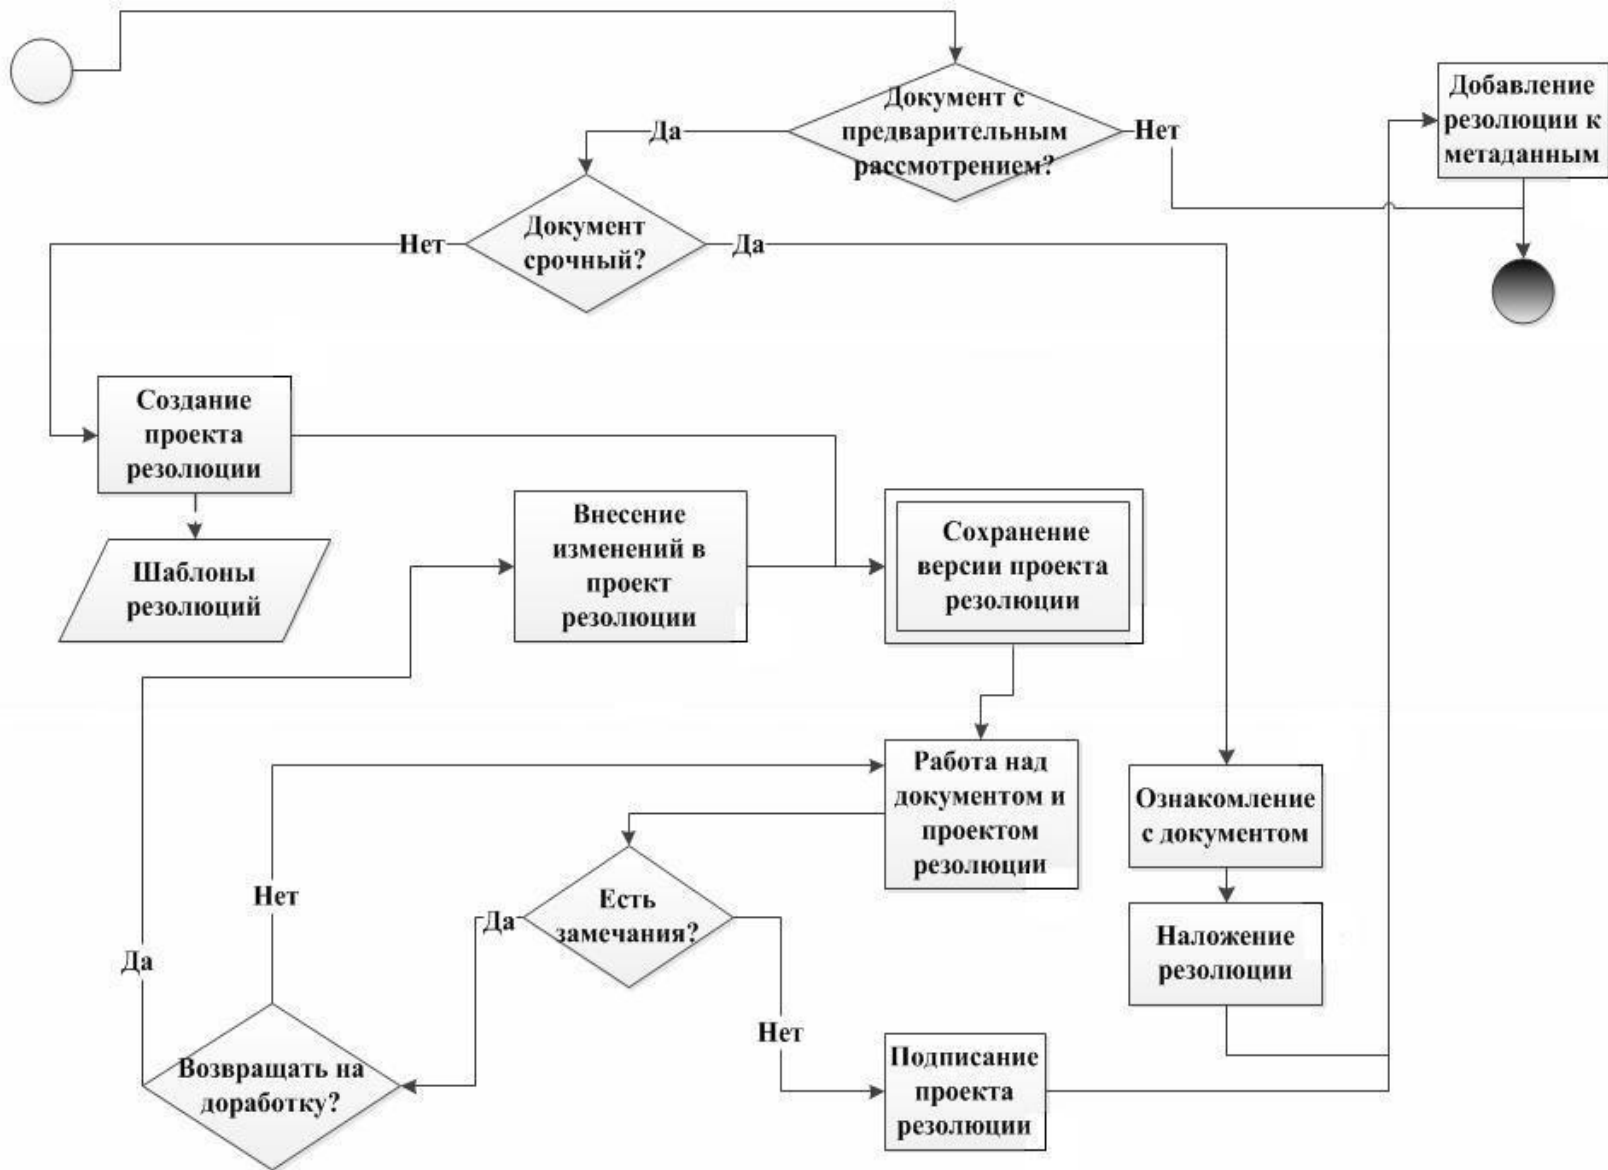 Документ с
предварительным
рассмотрением?
Да
Нет
Добавление
резолюции к
метаданным
Документ
срочный?
Нет
Да
Создание
проекта
резолюции
Шаблоны
резолюций
Внесение
изменений в
проект
резолюции
Сохранение
версии проекта
резолюции
Работа над
документом и
проектом
резолюции
Ознакомление
с документом
Есть
замечания?
Да
Нет
Нет
Да
Наложение
резолюции
Возвращать на
доработку?
Подписание
проекта
резолюции